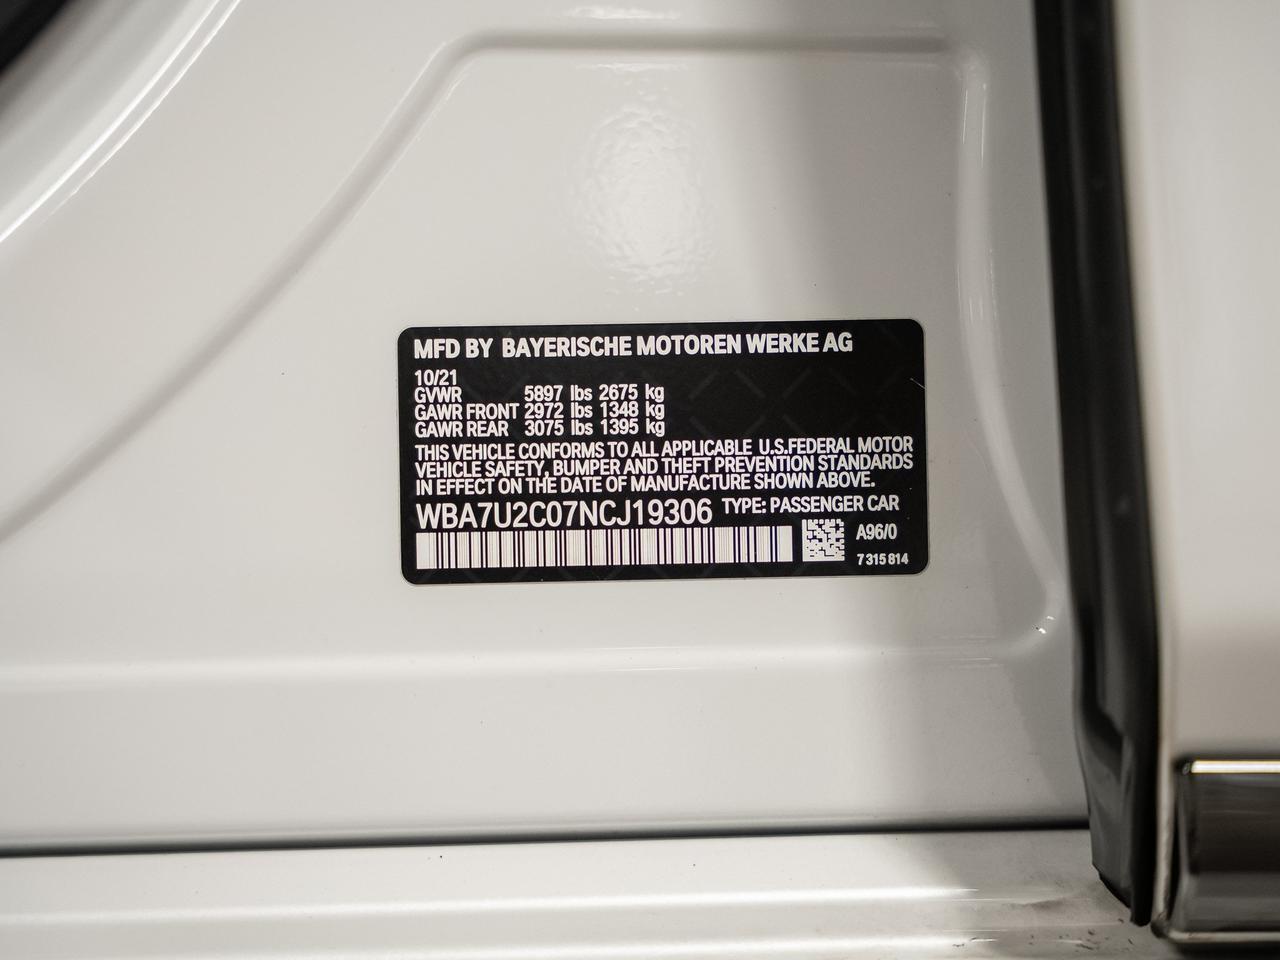 MFD BY BAYERISCHE MOTOREN WERKE AG
10/21
GVWR 5897 lbs 2675 kg
GAWR FRONT 2972 lbs 1348 kg
GAWR REAR 3075 lbs 1395 kg
THIS VEHICLE CONFORMS TO ALL APPLICABLE U.S.FEDERAL MOTOR
VEHICLE SAFETY, BUMPER AND THEFT PREVENTION STANDARDS
IN EFFECT ON THE DATE OF MANUFACTURE SHOWN ABOVE.
WBA7U2C07NCJ19306 TYPE: PASSENGER CAR
A96/0
7 315 814